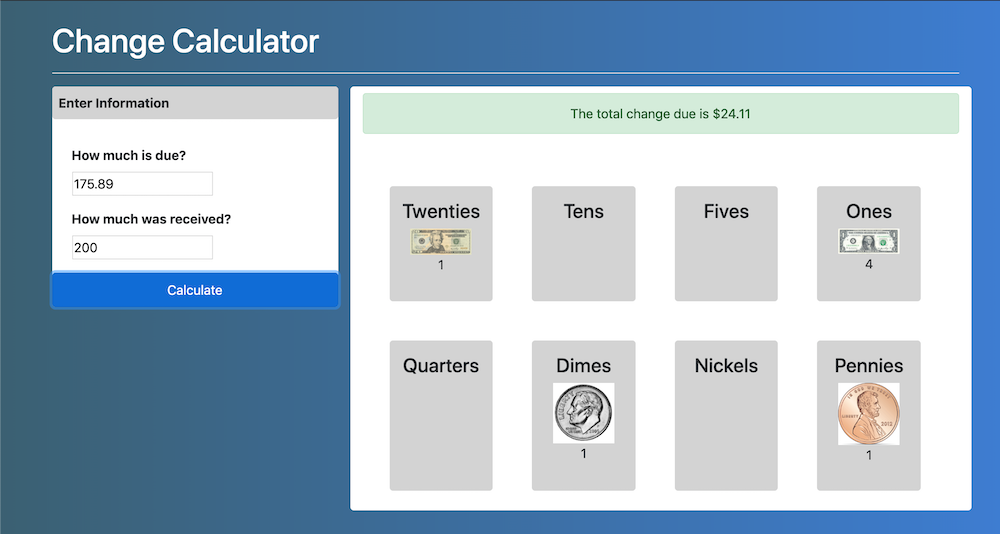 Change Calculator
Enter Information
How much is due?
175.89
How much was received?
200
Calculate
The total change due is $24.11
Twenties
1
Tens
Fives
Ones
4
Quarters
Dimes
1
Nickels
Pennies
1